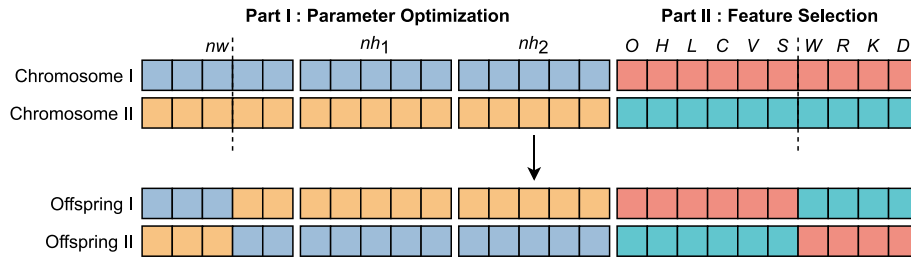 Part I : Parameter Optimization Part II : Feature Selection
nw nh1 nh2 O H L C V S W R K D
Chromosome I
Chromosome II
Offspring I
Offspring II